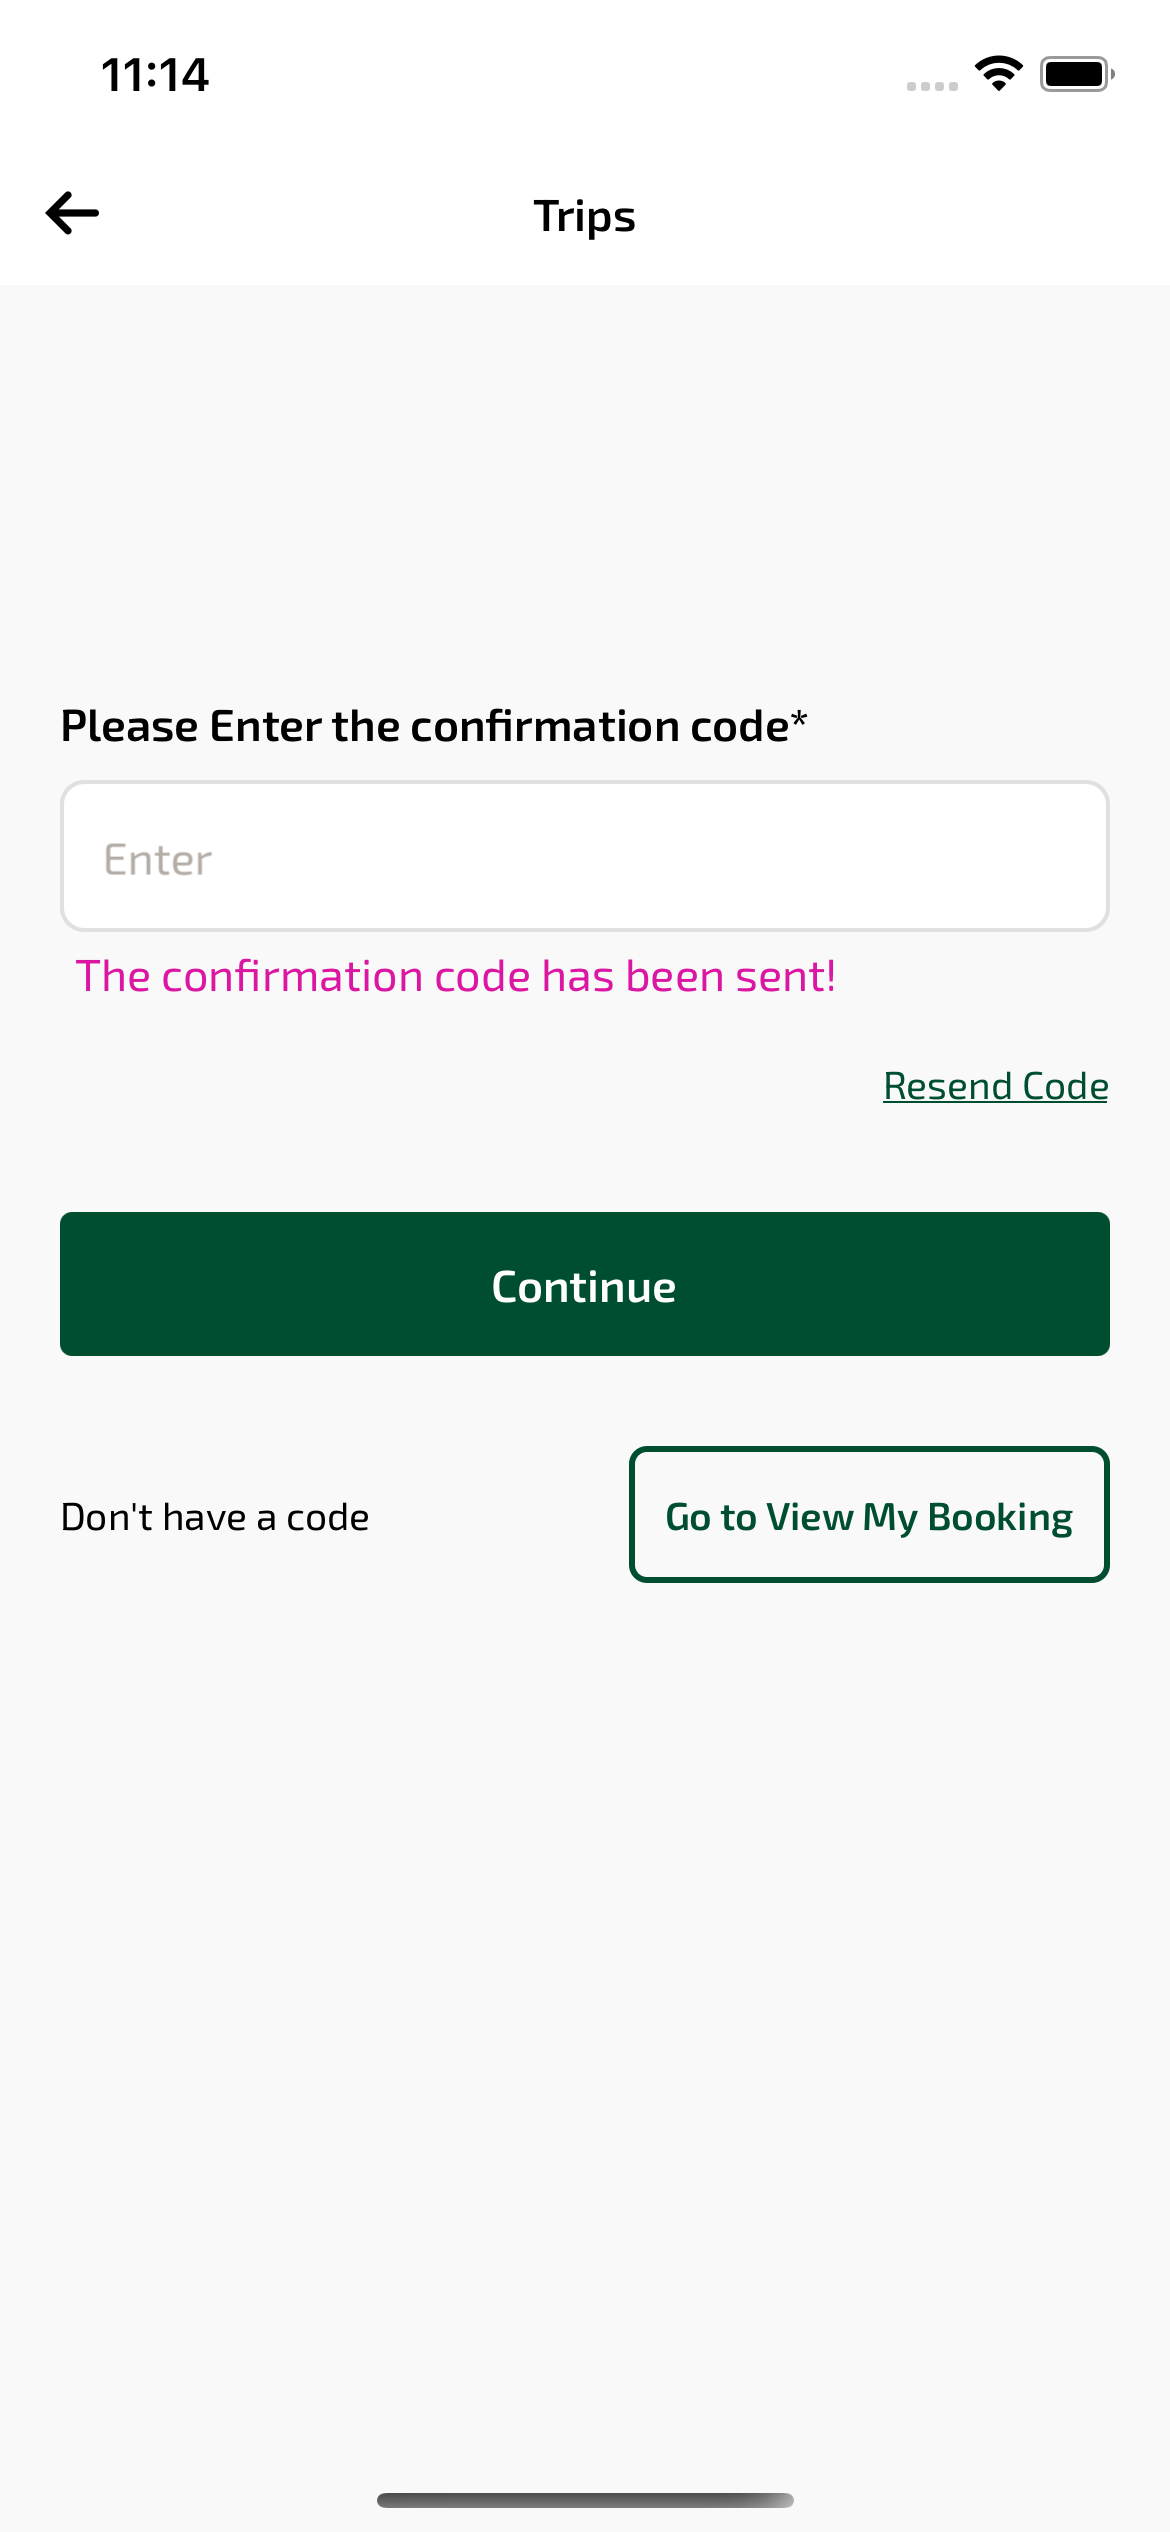 11:14
Trips
Please Enter the confirmation code*
Enter
The confirmation code has been sent!
Resend Code
Continue
Don't have a code
Go to View My Booking